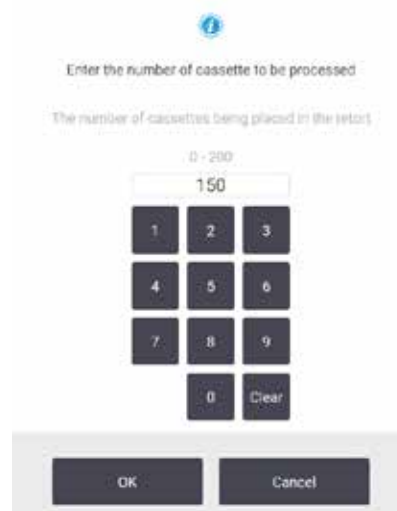 Enter the number of cassette to be processed
The number of cassettes being placed in the retort
0 - 200
150
1 2 3
4 5 6
7 8 9
0 Clear
OK Cancel